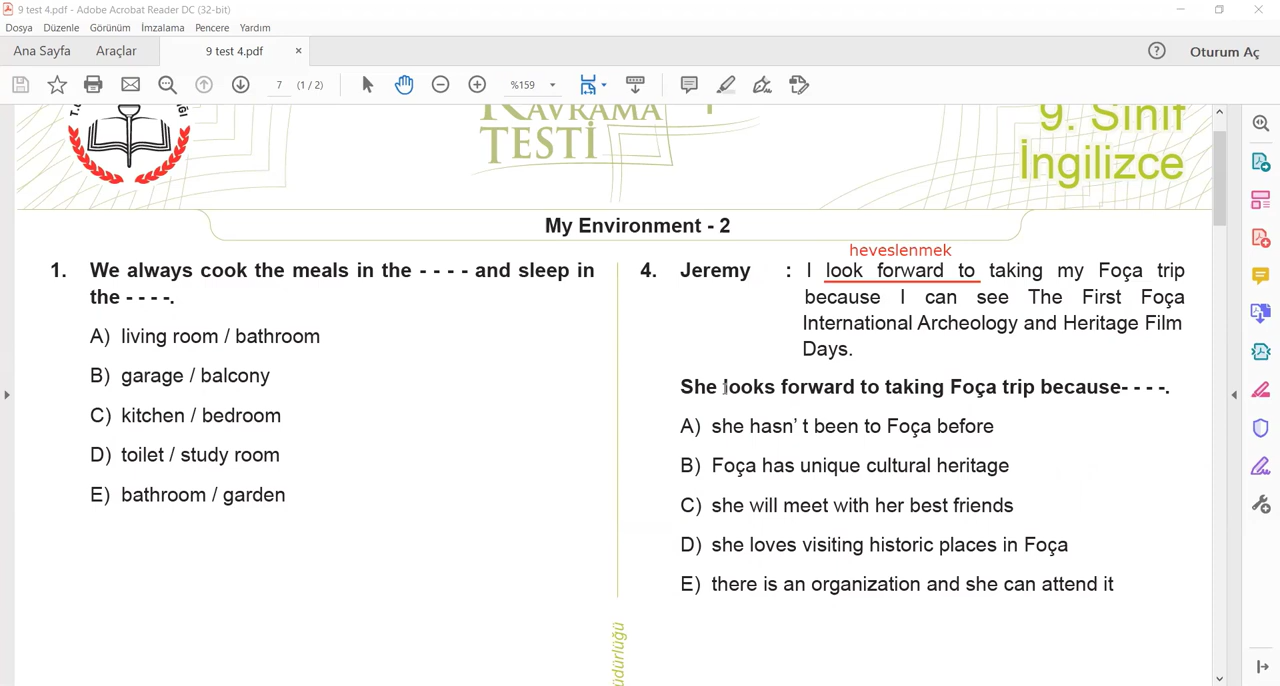 9 test 4.pdf - Adobe Acrobat Reader DC (32-bit)
Dosya Düzenle Görünüm İmzalama Pencere Yardım
Ana Sayfa Araçlar 9 test 4.pdf × Oturum Aç
7 (1 / 2) %159
KAVRAMA
TESTİ
9. Sınıf
İngilizce
My Environment - 2
1. We always cook the meals in the - - - - and sleep in
the - - - -.
A) living room / bathroom
B) garage / balcony
C) kitchen / bedroom
D) toilet / study room
E) bathroom / garden
heveslenmek
4. Jeremy : I look forward to taking my Foça trip
because I can see The First Foça
International Archeology and Heritage Film
Days.
She looks forward to taking Foça trip because- - - -.
A) she hasn' t been to Foça before
B) Foça has unique cultural heritage
C) she will meet with her best friends
D) she loves visiting historic places in Foça
E) there is an organization and she can attend it
üdürlüğü